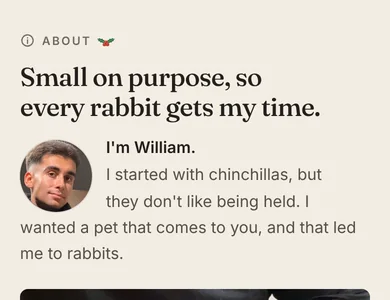 ABOUT
Small on purpose, so
every rabbit gets my time.
I'm William.
I started with chinchillas, but
they don't like being held. I
wanted a pet that comes to you, and that led
me to rabbits.